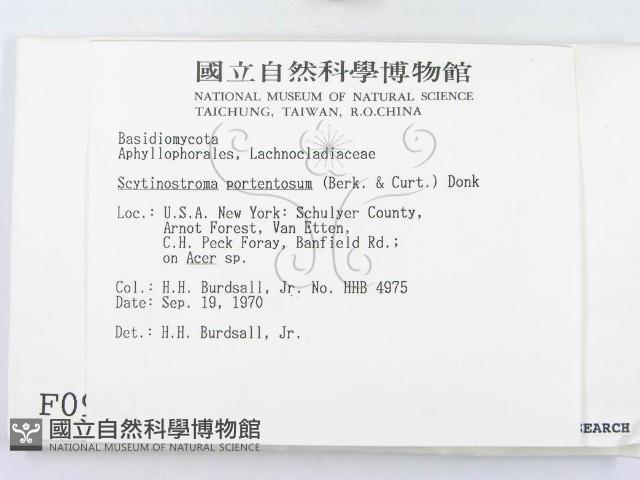 國立自然科學博物館
NATIONAL MUSEUM OF NATURAL SCIENCE
TAICHUNG, TAIWAN, R.O.CHINA
Basidiomycota
Aphyllophorales, Lachnocladiaceae
Scytinostroma portentosum (Berk. & Curt.) Donk
Loc.: U.S.A. New York: Schulyer County,
Arnot Forest, Van Etten,
C.H. Peck Foray, Banfield Rd.;
on Acer sp.
Col.: H.H. Burdsall, Jr. No. HHB 4975
Date: Sep. 19, 1970
Det.: H.H. Burdsall, Jr.
國立自然科學博物館
NATIONAL MUSEUM OF NATURAL SCIENCE